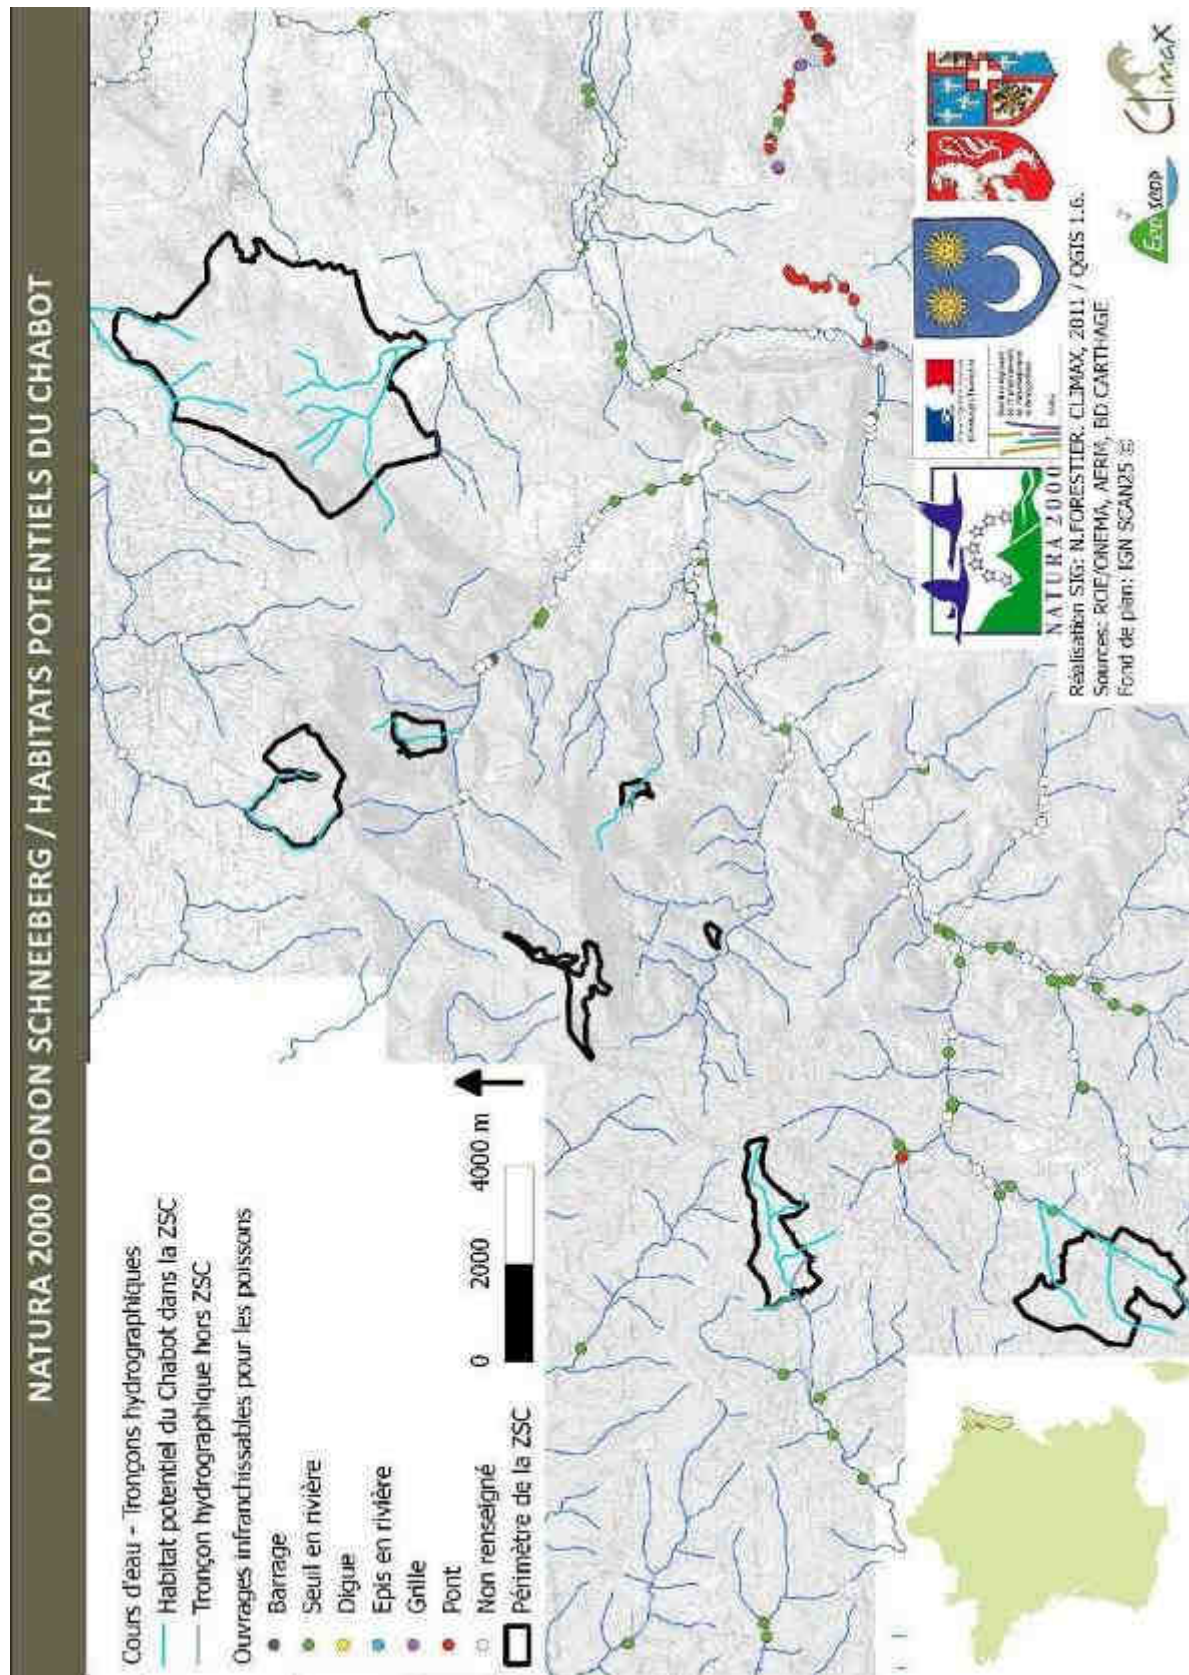 NATURA 2000 DONON SCHNEEBERG / HABITATS POTENTIELS DU CHABOT
Cours d'eau - Tronçons hydrographiques
Habitat potentiel du Chabot dans la ZSC
Tronçon hydrographique hors ZSC
Ouvrages infranchissables pour les poissons
Barrage
Seuil en rivière
Digue
Epis en rivière
Grille
Pont
Non renseigné
Périmètre de la ZSC
0 2000 4000 m
NATURA 2000
Réalisation SIG: N.FORESTIER. CLIMAX, 2011 / QGIS 1.6.
Sources: ROE/ONEMA, AERM, BD CARTHAGE
Fond de plan: IGN SCAN25
Eco scop
Climax